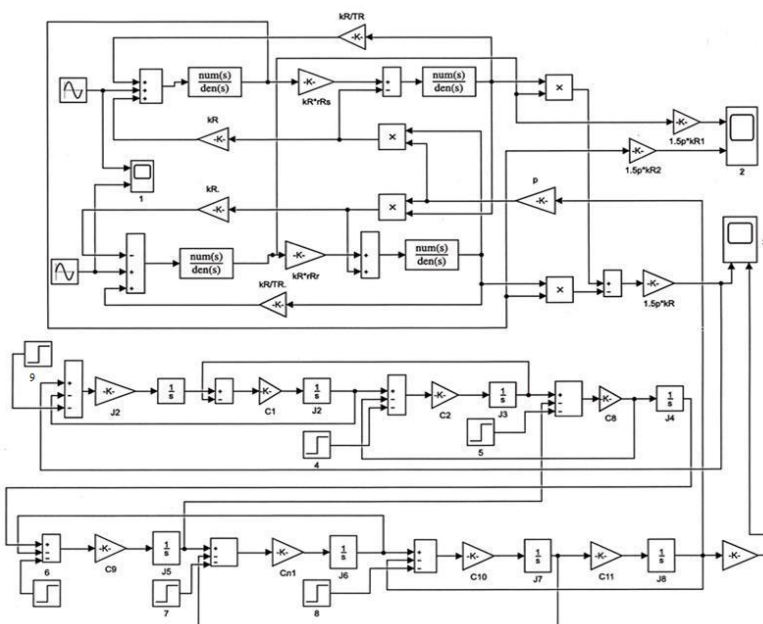 kR/TR
num(s)
den(s)
-K-
kR*rRs
num(s)
den(s)
×
kR
-K-
×
-K-
1.5p*kR1
-K-
1.5p*kR2
2
1
kR.
-K-
×
p
-K-
num(s)
den(s)
-K-
kR*rRr
num(s)
den(s)
kR/TR.
-K-
×
-K-
1.5p*kR
9
-K-
J2
1
s
-K-
C1
1
s
J2
-K-
C2
1
s
J3
-K-
C8
1
s
J4
4
5
6
-K-
C9
1
s
J5
-K-
Cn1
1
s
J6
-K-
C10
1
s
J7
-K-
C11
1
s
J8
-K-
7
8